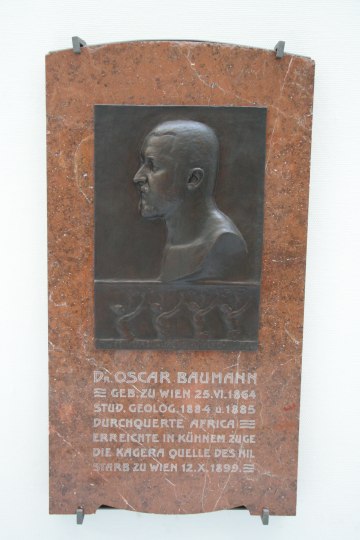 DR. OSCAR BAUMANN
GEB. ZU WIEN 25.VI.1864
STUD. GEOLOG. 1884 U. 1885
DURCHQUERTE AFRICA
ERREICHTE IN KÜNNEM ZUGE
DIE KAGERA QUELLE DES NIL
STARB ZU WIEN 12.X.1899.